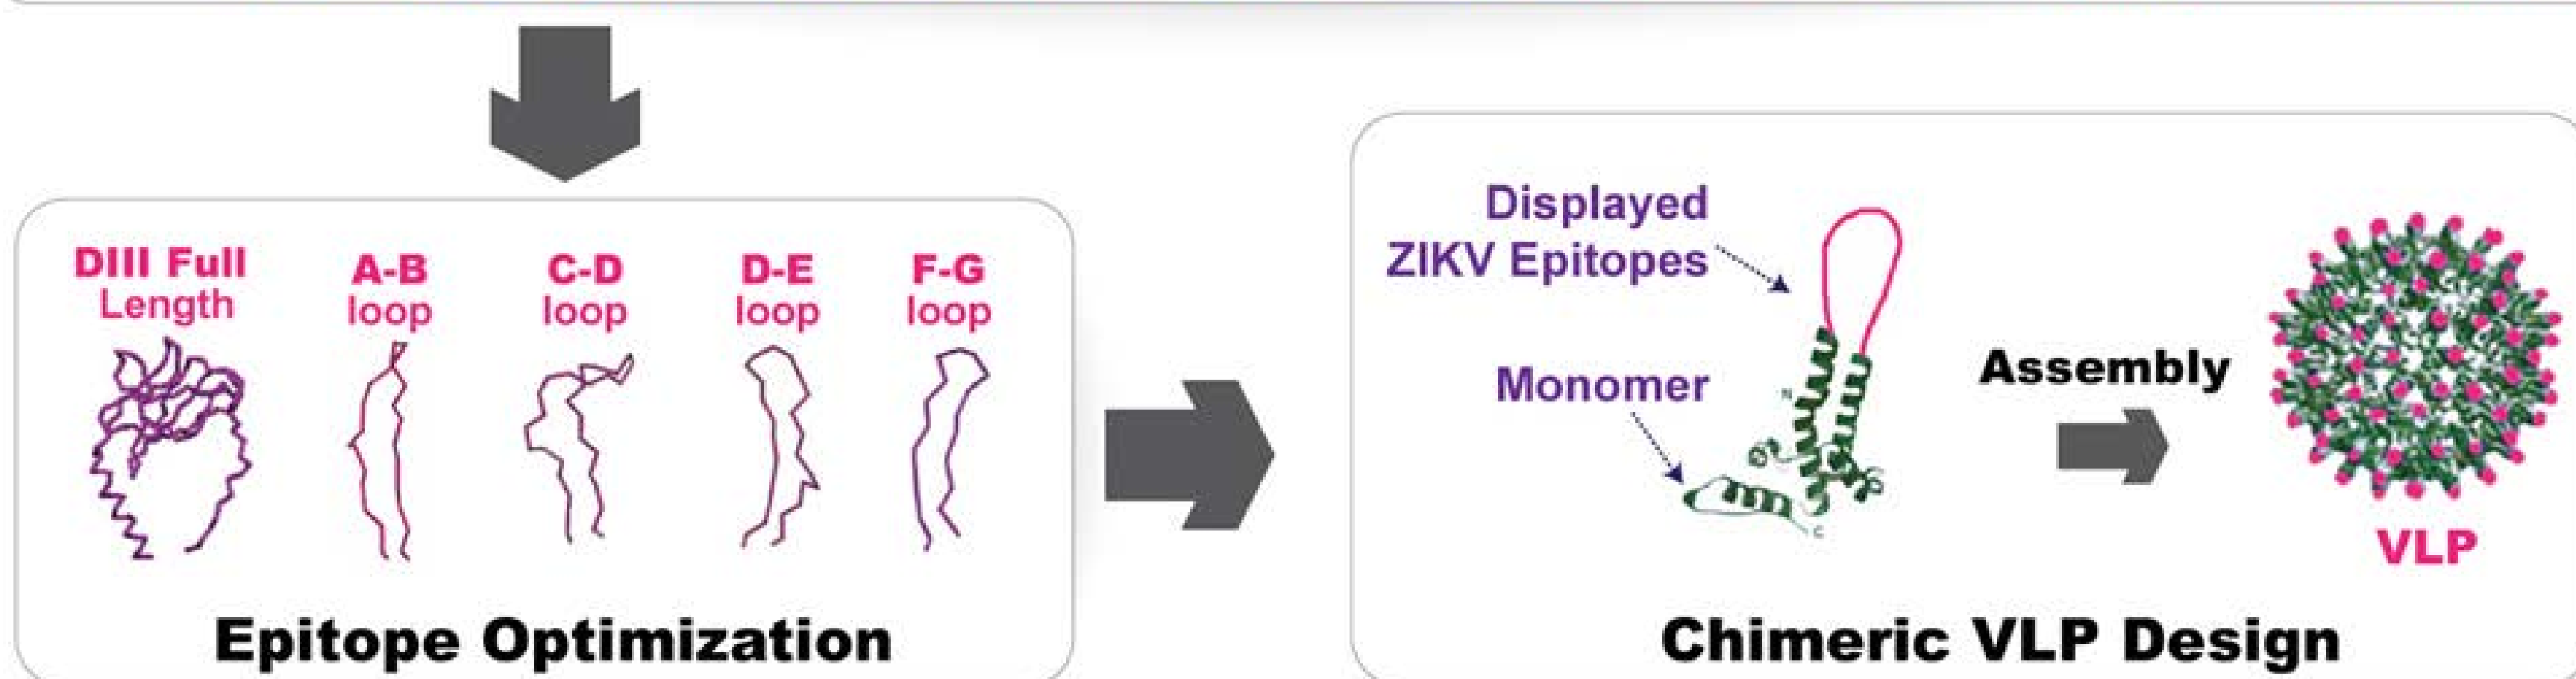 DIII Full
Length
A-B
loop
C-D
loop
D-E
loop
F-G
loop
Epitope Optimization
Displayed
ZIKV Epitopes
Monomer
N
C
Assembly
VLP
Chimeric VLP Design